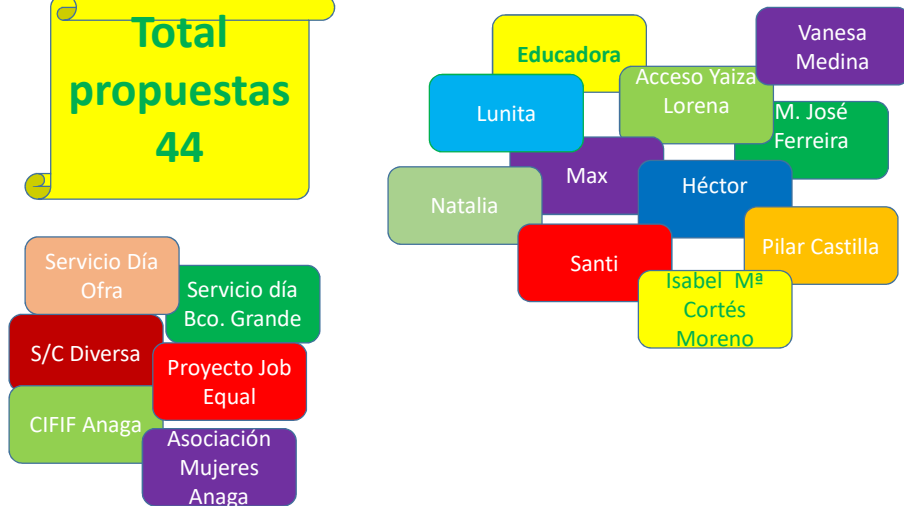 Total
propuestas
44
Educadora
Vanesa
Medina
Acceso Yaiza
Lorena
Lunita
M. José
Ferreira
Max
Héctor
Natalia
Santi
Pilar Castilla
Isabel Mª
Cortés
Moreno
Servicio Día
Ofra
Servicio día
Bco. Grande
S/C Diversa
Proyecto Job
Equal
CIFIF Anaga
Asociación
Mujeres
Anaga